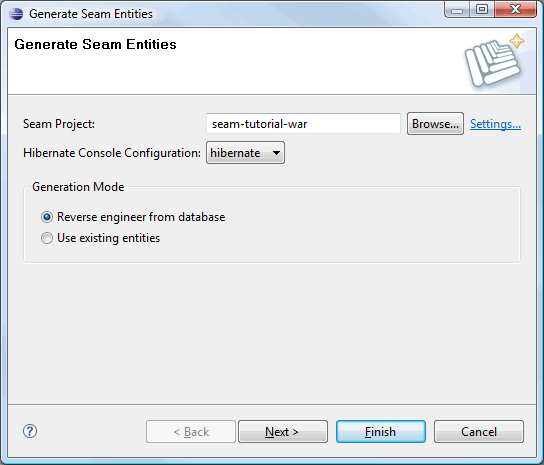 Generate Seam Entities
Generate Seam Entities
Seam Project: seam-tutorial-war Browse... Settings...
Hibernate Console Configuration: hibernate
Generation Mode
Reverse engineer from database
Use existing entities
? < Back Next > Finish Cancel